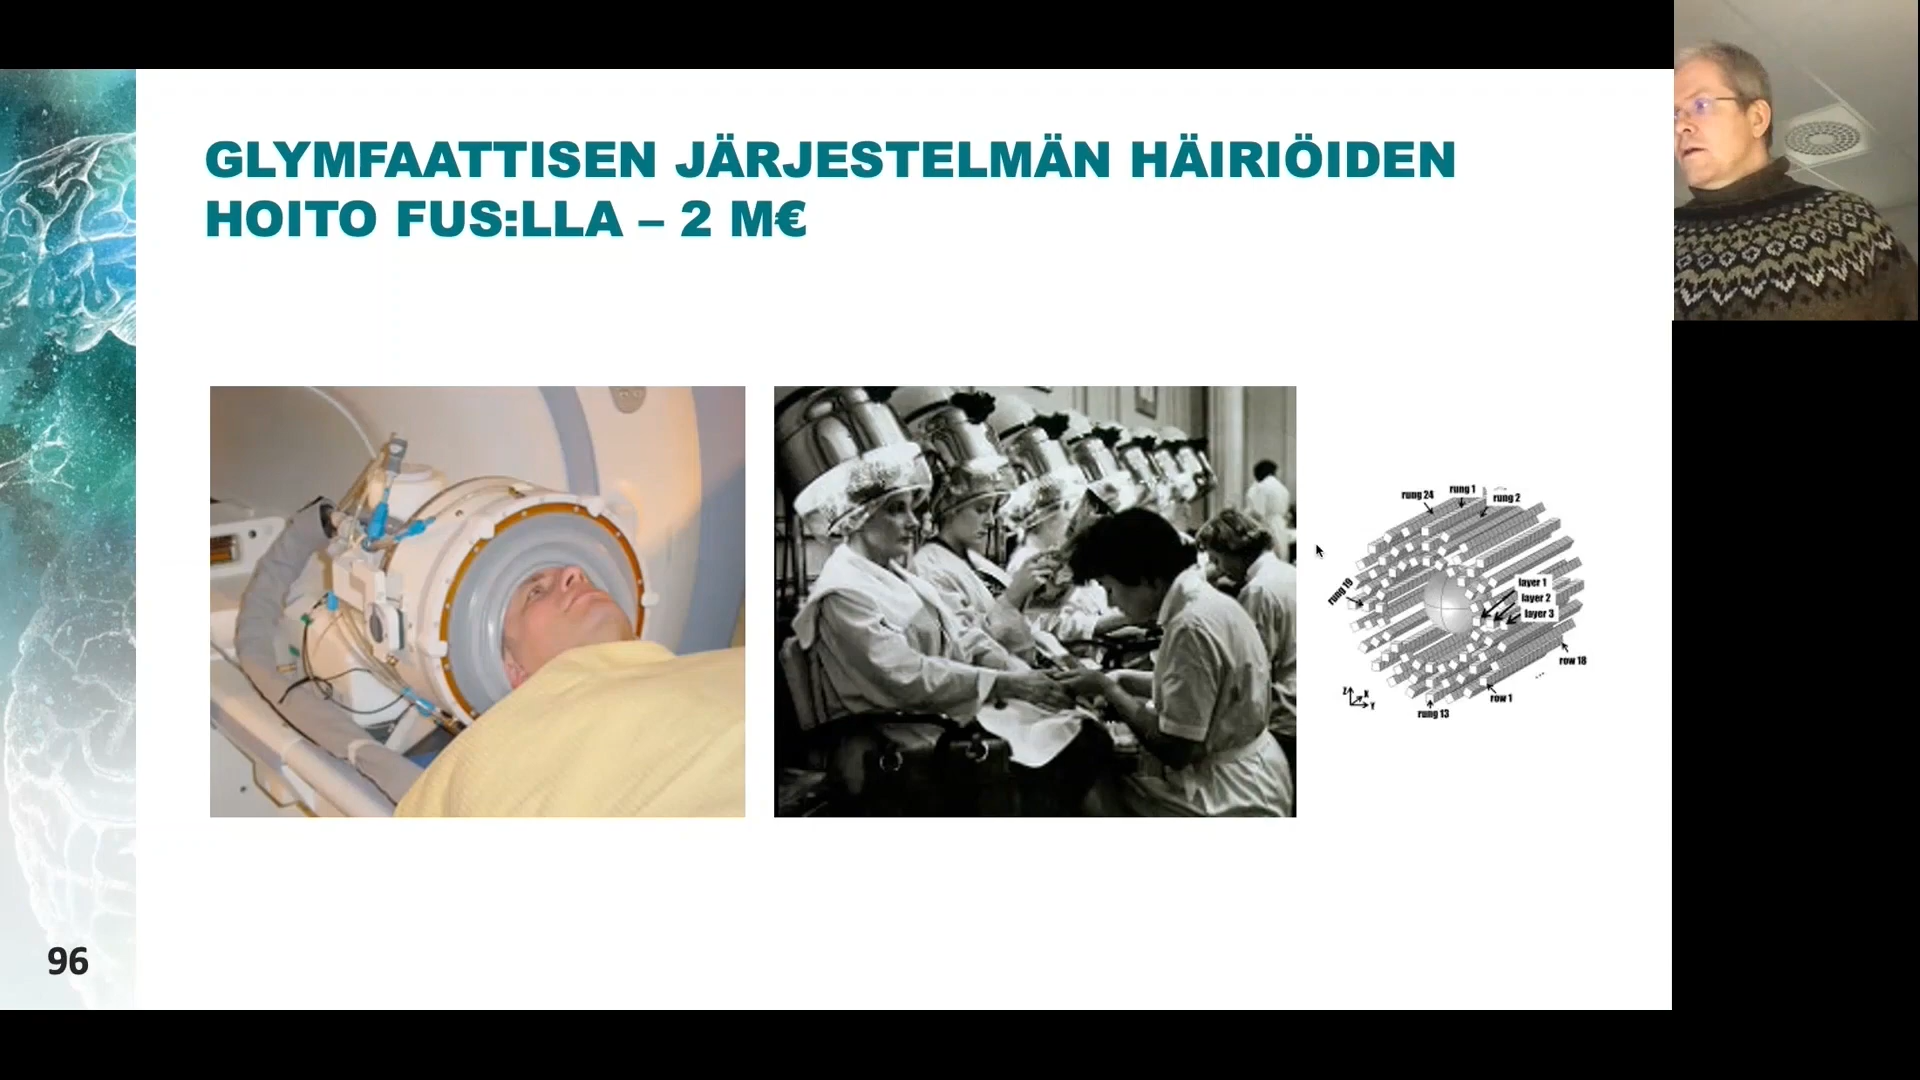 GLYMFAATTISEN JÄRJESTELMÄN HÄIRIÖIDEN
HOITO FUS:LLA – 2 M€
rung 24
rung 1
rung 2
rung 19
layer 1
layer 2
layer 3
row 18
...
row 1
rung 13
Z
X
Y
96